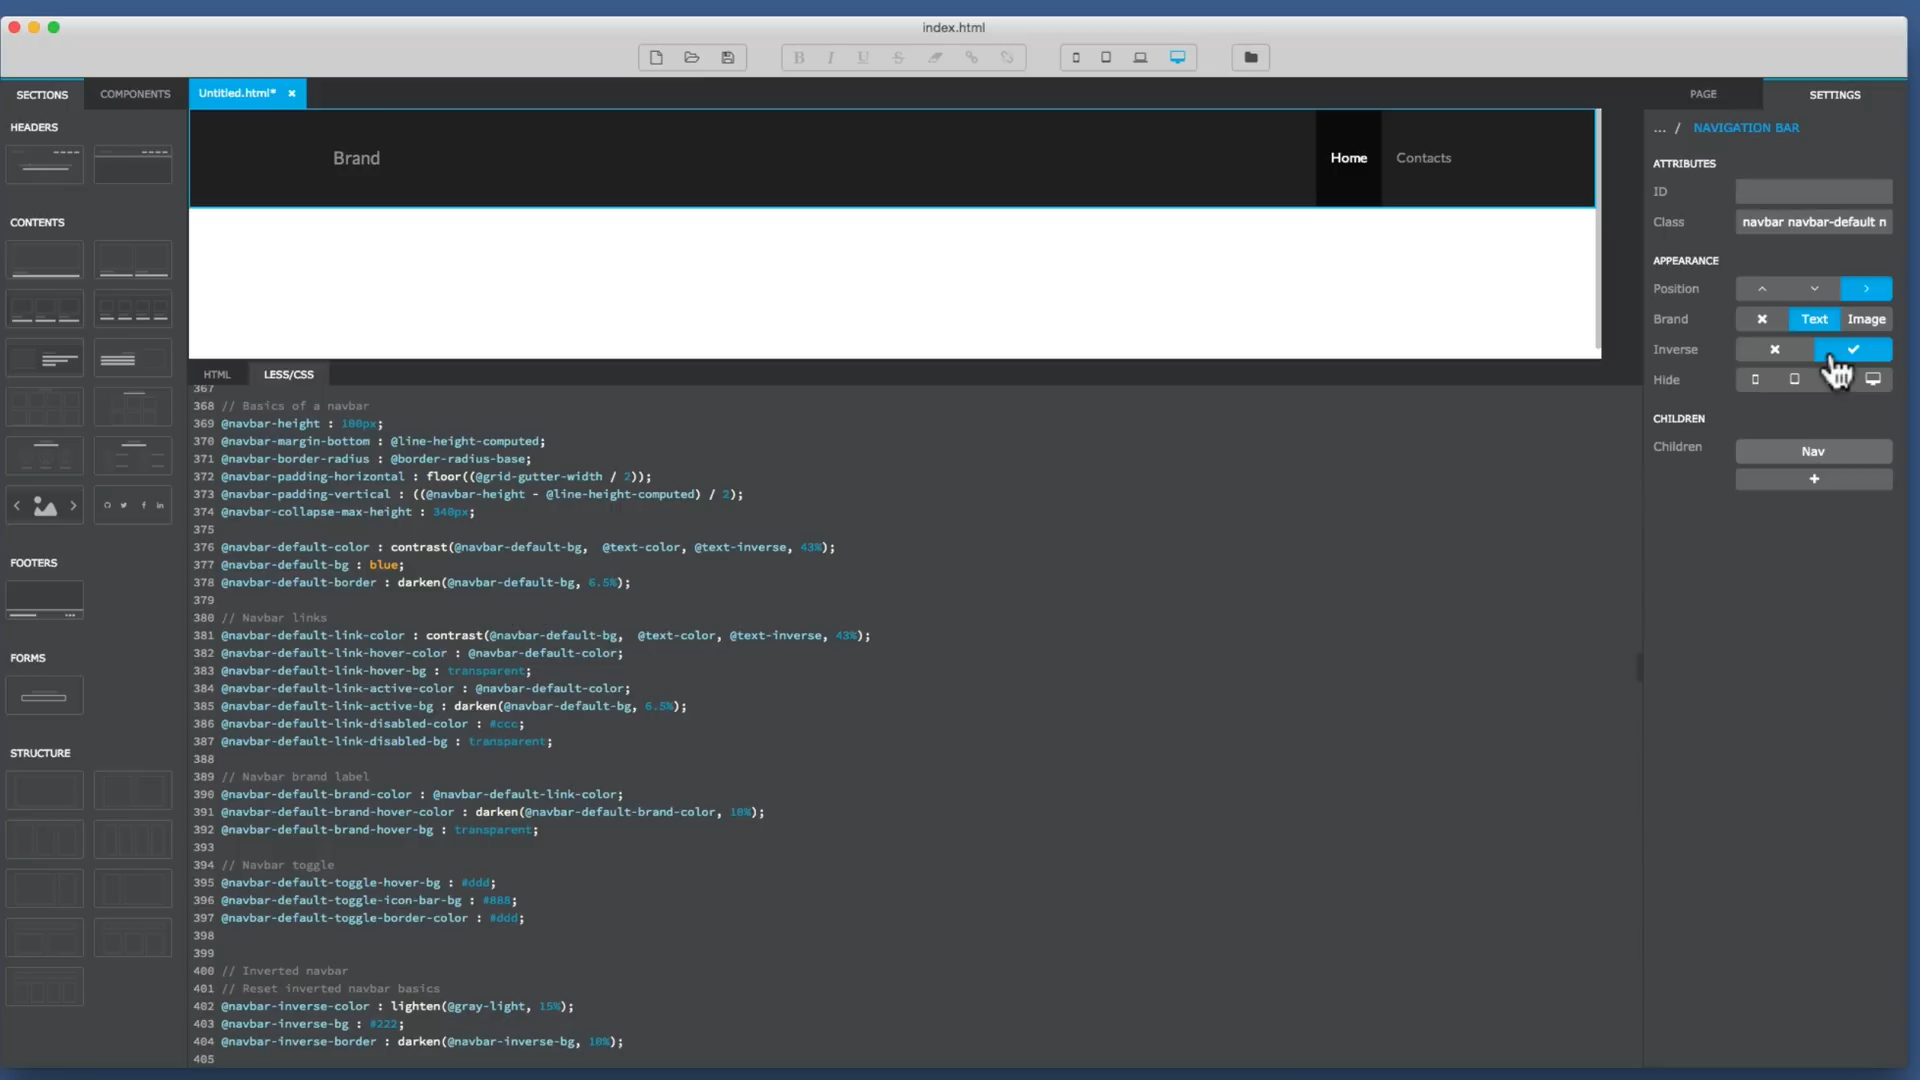 index.html
B I U S
SECTIONS
COMPONENTS
Untitled.html*
PAGE
SETTINGS
HEADERS
CONTENTS
FOOTERS
FORMS
STRUCTURE
Brand
Home
Contacts
HTML
LESS/CSS
367
368 // Basics of a navbar
369 @navbar-height : 100px;
370 @navbar-margin-bottom : @line-height-computed;
371 @navbar-border-radius : @border-radius-base;
372 @navbar-padding-horizontal : floor((@grid-gutter-width / 2));
373 @navbar-padding-vertical : ((@navbar-height - @line-height-computed) / 2);
374 @navbar-collapse-max-height : 340px;
375
376 @navbar-default-color : contrast(@navbar-default-bg, @text-color, @text-inverse, 43%);
377 @navbar-default-bg : blue;
378 @navbar-default-border : darken(@navbar-default-bg, 6.5%);
379
380 // Navbar links
381 @navbar-default-link-color : contrast(@navbar-default-bg, @text-color, @text-inverse, 43%);
382 @navbar-default-link-hover-color : @navbar-default-color;
383 @navbar-default-link-hover-bg : transparent;
384 @navbar-default-link-active-color : @navbar-default-color;
385 @navbar-default-link-active-bg : darken(@navbar-default-bg, 6.5%);
386 @navbar-default-link-disabled-color : #ccc;
387 @navbar-default-link-disabled-bg : transparent;
388
389 // Navbar brand label
390 @navbar-default-brand-color : @navbar-default-link-color;
391 @navbar-default-brand-hover-color : darken(@navbar-default-brand-color, 10%);
392 @navbar-default-brand-hover-bg : transparent;
393
394 // Navbar toggle
395 @navbar-default-toggle-hover-bg : #ddd;
396 @navbar-default-toggle-icon-bar-bg : #888;
397 @navbar-default-toggle-border-color : #ddd;
398
399
400 // Inverted navbar
401 // Reset inverted navbar basics
402 @navbar-inverse-color : lighten(@gray-light, 15%);
403 @navbar-inverse-bg : #222;
404 @navbar-inverse-border : darken(@navbar-inverse-bg, 10%);
405
... / NAVIGATION BAR
ATTRIBUTES
ID
Class navbar navbar-default n
APPEARANCE
Position
Brand Text Image
Inverse
Hide
CHILDREN
Children Nav
+